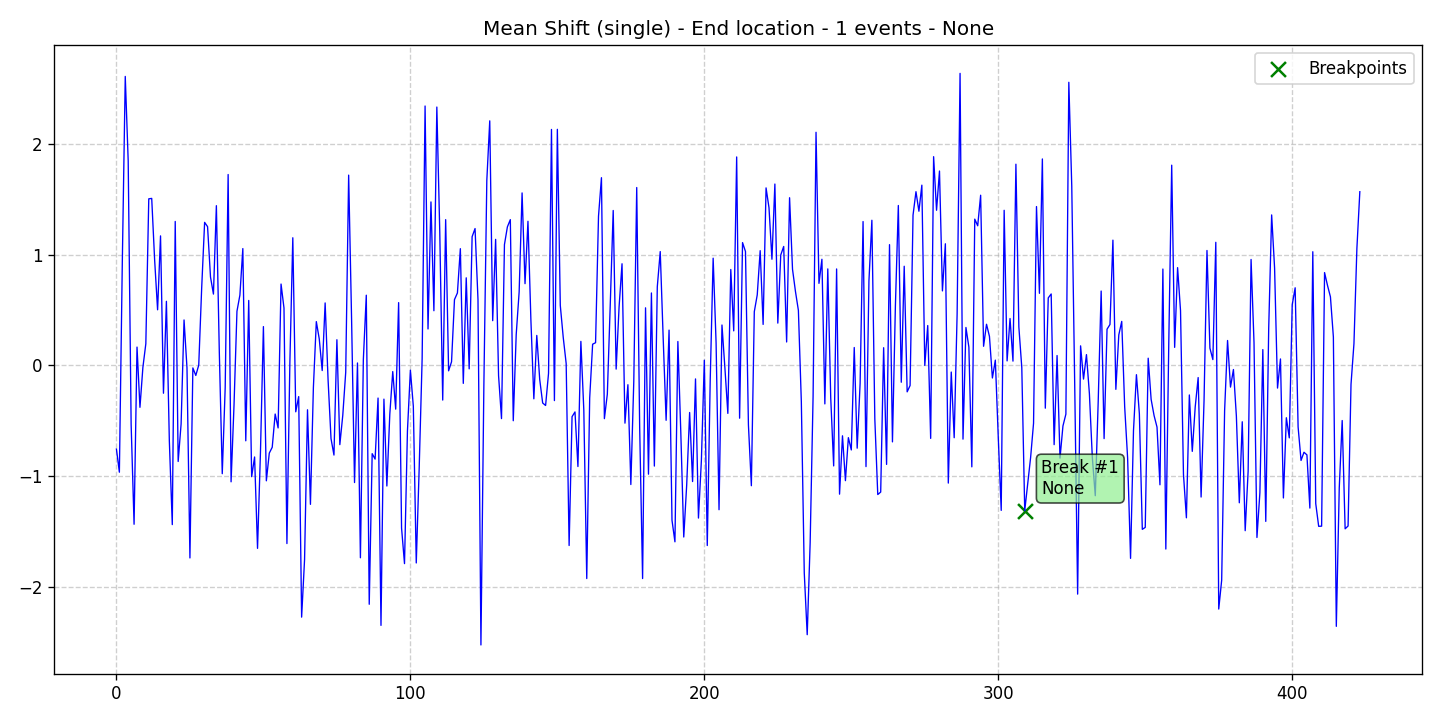 Mean Shift (single) - End location - 1 events - None
Breakpoints
2
1
0
−1
−2
Break #1
None
0
100
200
300
400